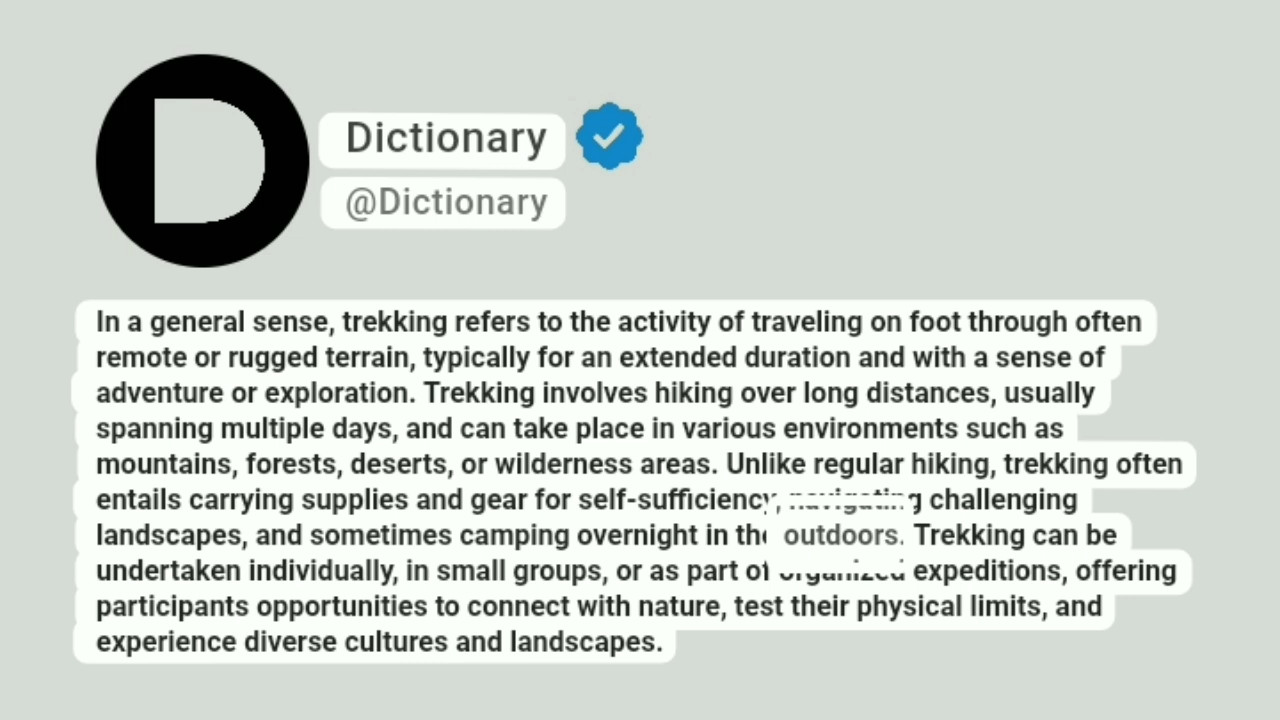 D
Dictionary
@Dictionary
In a general sense, trekking refers to the activity of traveling on foot through often
remote or rugged terrain, typically for an extended duration and with a sense of
adventure or exploration. Trekking involves hiking over long distances, usually
spanning multiple days, and can take place in various environments such as
mountains, forests, deserts, or wilderness areas. Unlike regular hiking, trekking often
entails carrying supplies and gear for self-sufficiency, navigating challenging
landscapes, and sometimes camping overnight in the outdoors. Trekking can be
undertaken individually, in small groups, or as part of organized expeditions, offering
participants opportunities to connect with nature, test their physical limits, and
experience diverse cultures and landscapes.